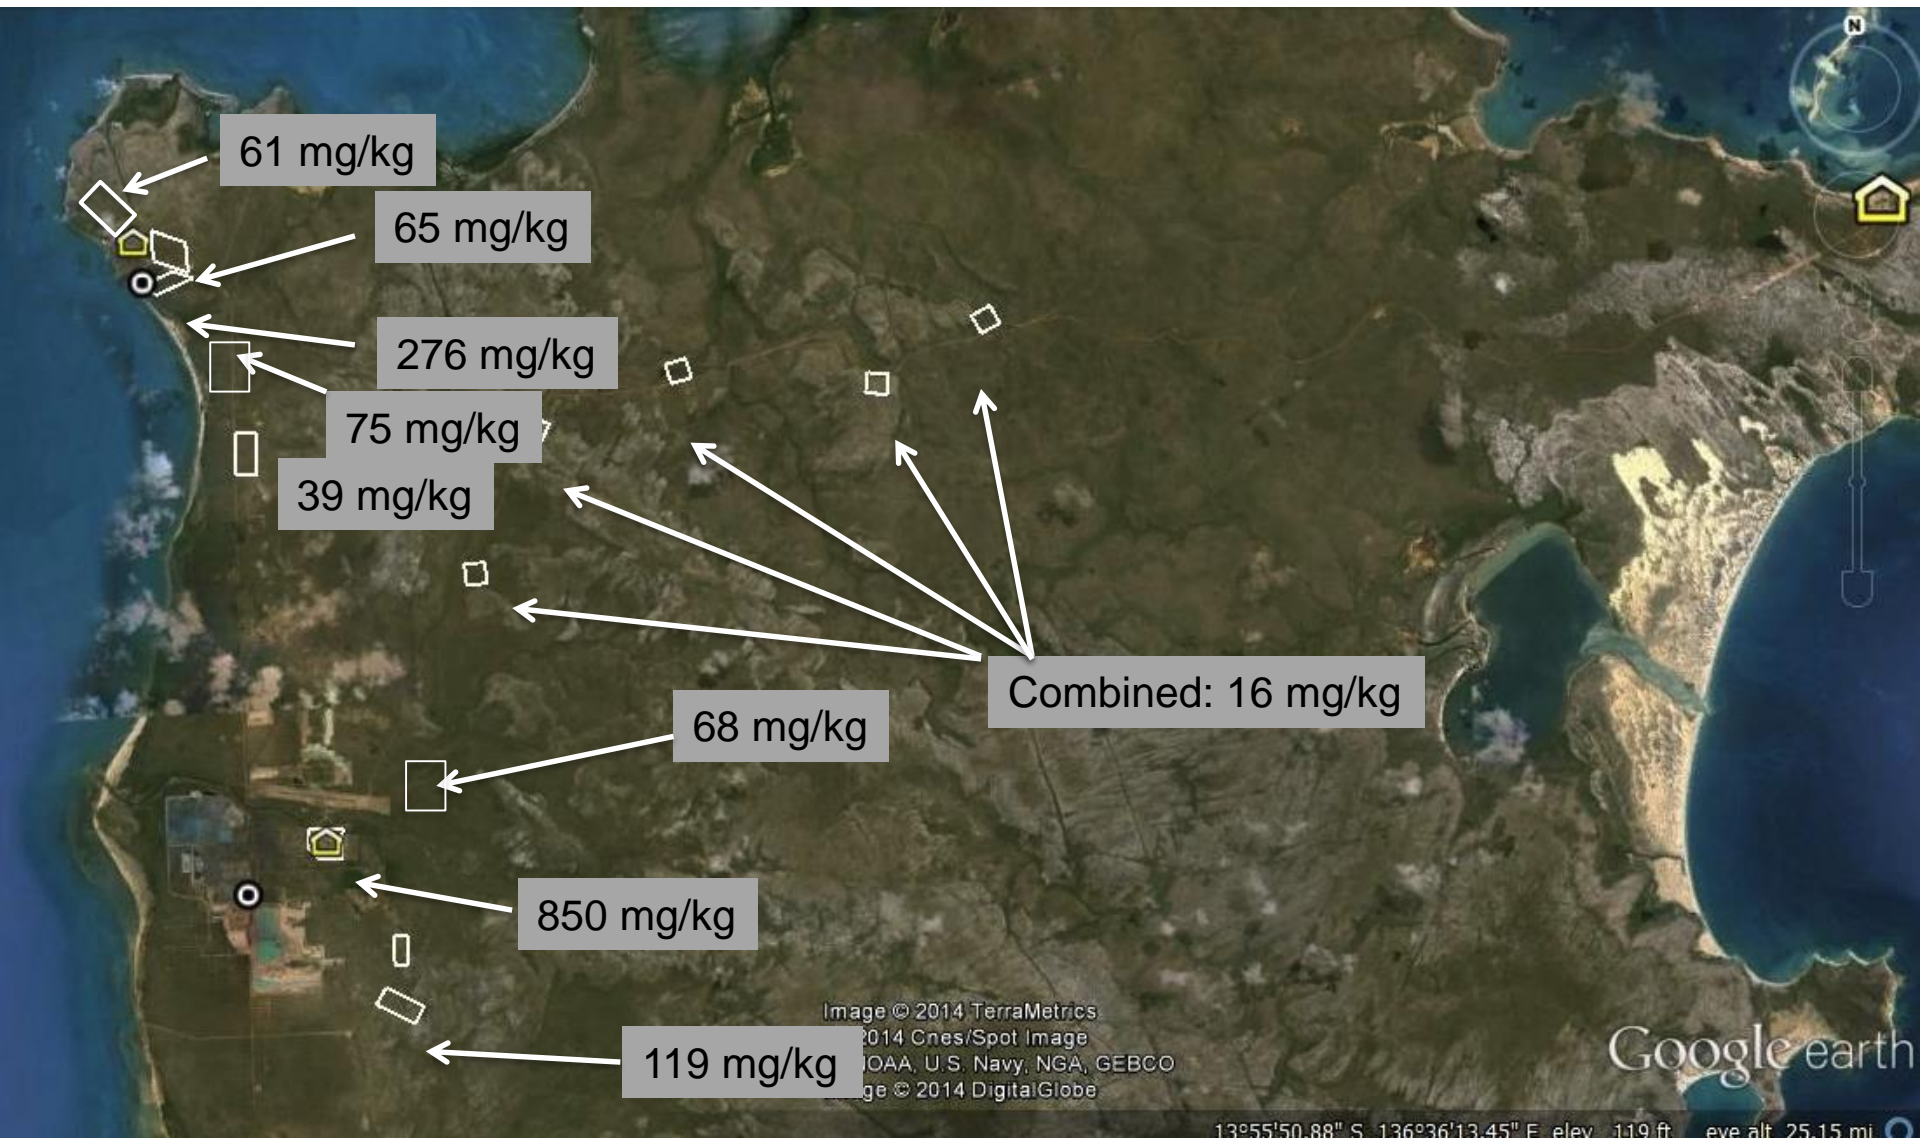 N
61 mg/kg
65 mg/kg
276 mg/kg
75 mg/kg
39 mg/kg
Combined: 16 mg/kg
68 mg/kg
850 mg/kg
119 mg/kg
Image © 2014 TerraMetrics
2014 Cnes/Spot Image
NOAA, U.S. Navy, NGA, GEBCO
© 2014 DigitalGlobe
Google earth
13°55'50.88" S 136°36'13.45" E elev 119 ft eye alt 25.15 mi